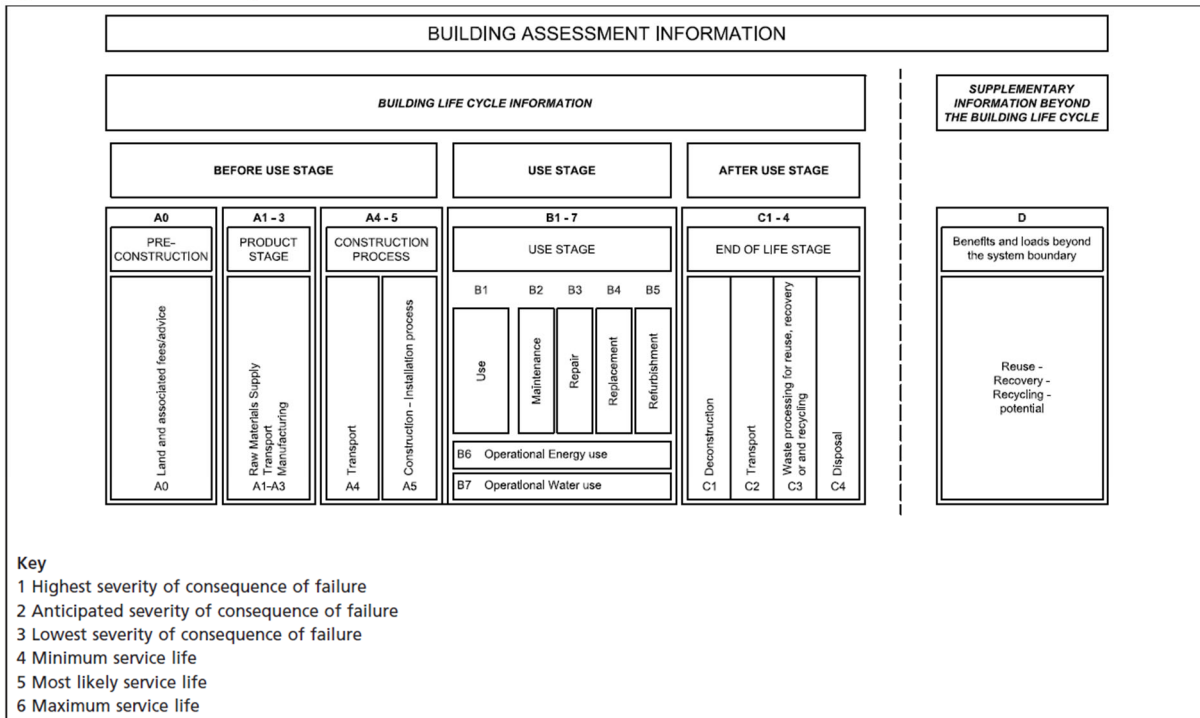 BUILDING ASSESSMENT INFORMATION
BUILDING LIFE CYCLE INFORMATION
SUPPLEMENTARY
INFORMATION BEYOND
THE BUILDING LIFE CYCLE
BEFORE USE STAGE
USE STAGE
AFTER USE STAGE
A0
PRE-
CONSTRUCTION
A1 - 3
PRODUCT
STAGE
A4 - 5
CONSTRUCTION
PROCESS
B1 - 7
USE STAGE
C1 - 4
END OF LIFE STAGE
D
Benefits and loads beyond
the system boundary
Land and associated fees/advice
A0
Raw Materials Supply
Transport
Manufacturing
A1-A3
Transport
A4
Construction - Installation process
A5
B1
Use
B2
Maintenance
B3
Repair
B4
Replacement
B5
Refurbishment
B6 Operational Energy use
B7 Operational Water use
Deconstruction
C1
Transport
C2
Waste processing for reuse, recovery
or and recycling
C3
Disposal
C4
Reuse -
Recovery -
Recycling -
potential
Key
1 Highest severity of consequence of failure
2 Anticipated severity of consequence of failure
3 Lowest severity of consequence of failure
4 Minimum service life
5 Most likely service life
6 Maximum service life